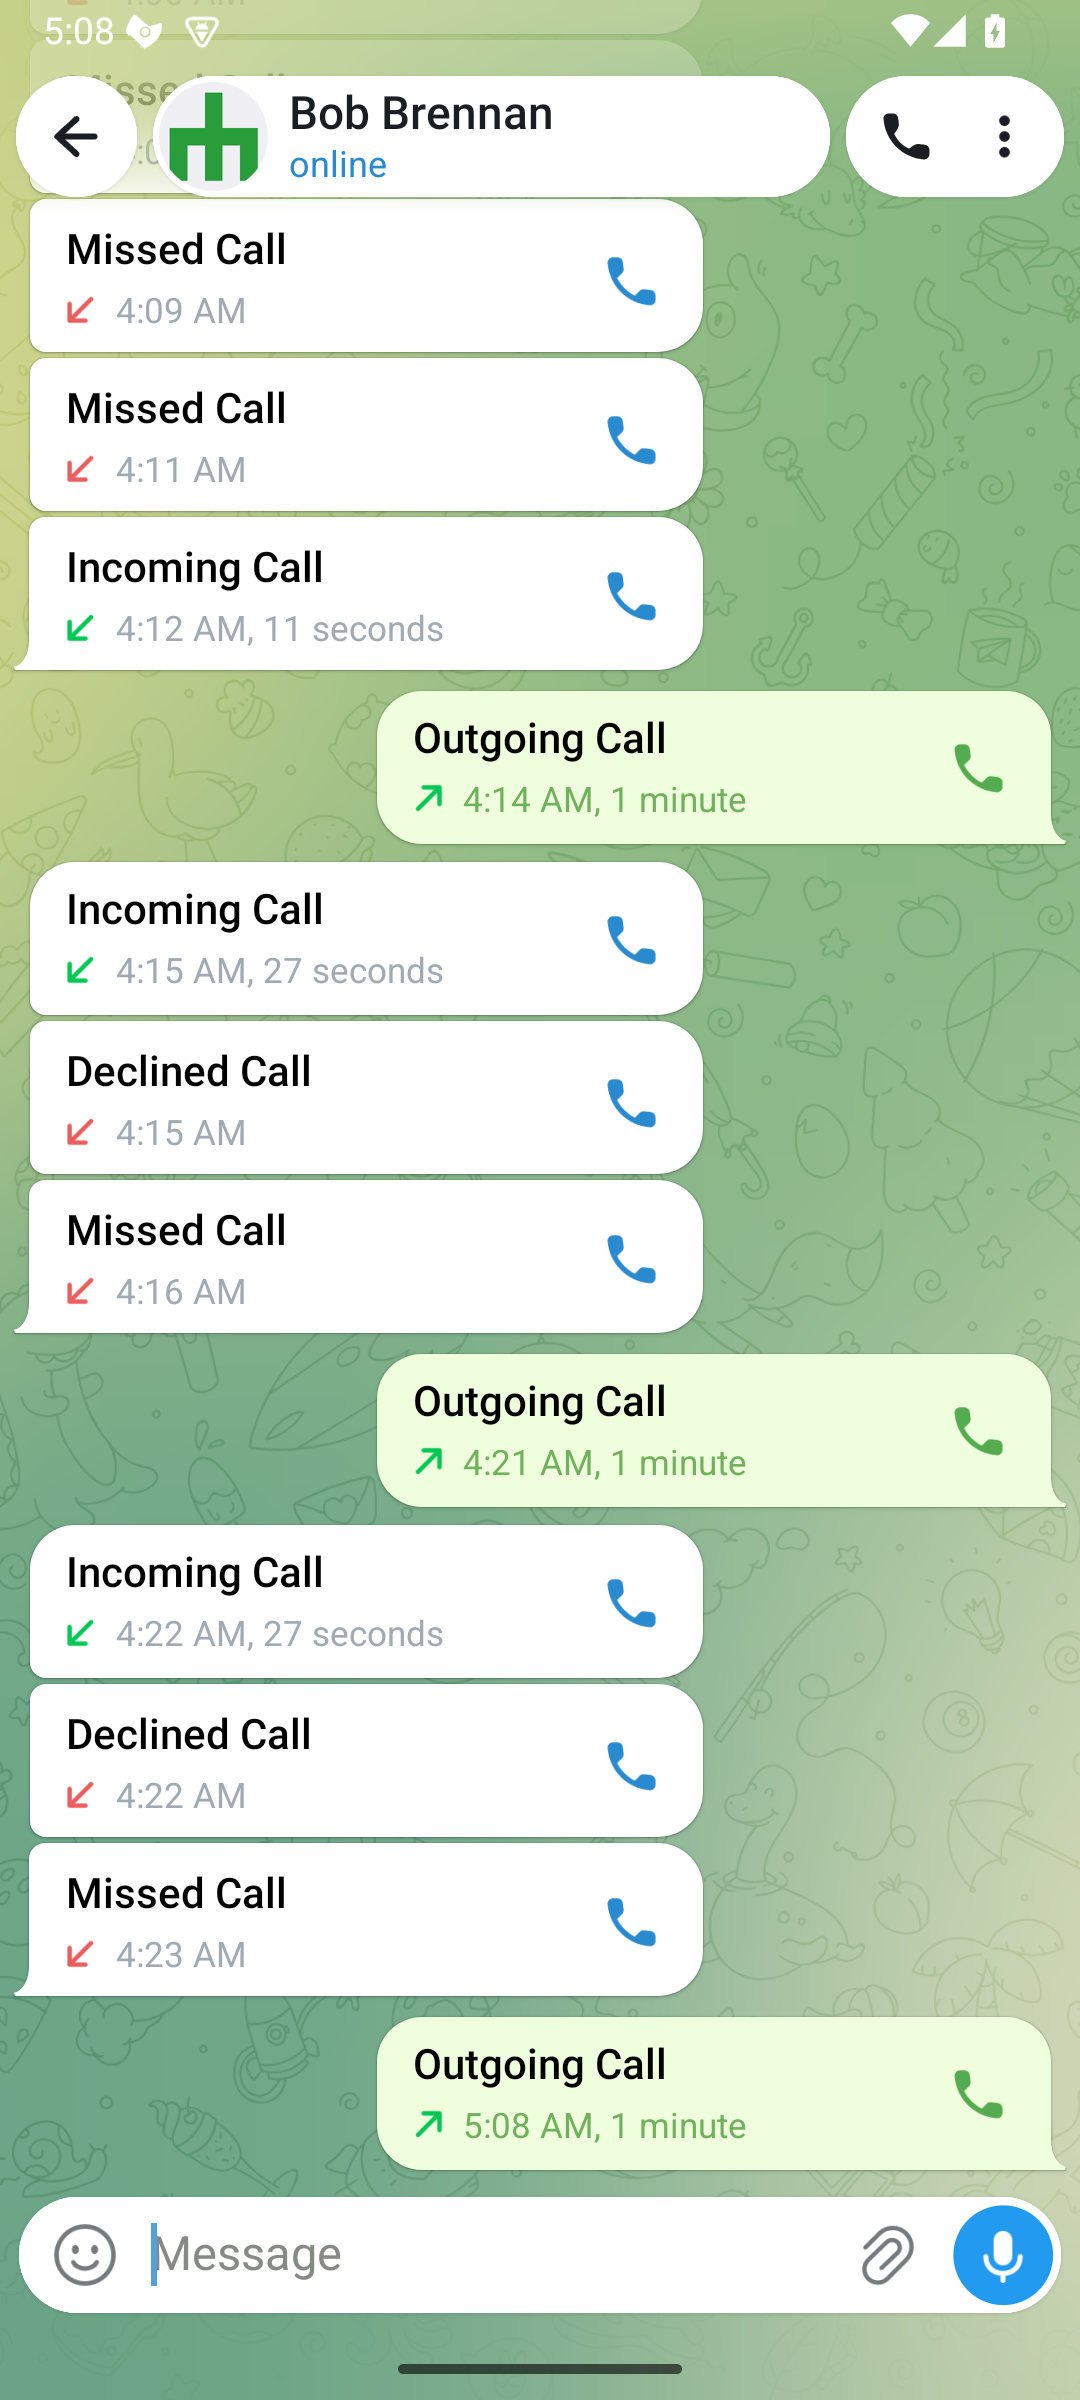 5:08
Bob Brennan
online
Missed Call
Missed Call
4:09 AM
Missed Call
4:11 AM
Incoming Call
4:12 AM, 11 seconds
Outgoing Call
4:14 AM, 1 minute
Incoming Call
4:15 AM, 27 seconds
Declined Call
4:15 AM
Missed Call
4:16 AM
Outgoing Call
4:21 AM, 1 minute
Incoming Call
4:22 AM, 27 seconds
Declined Call
4:22 AM
Missed Call
4:23 AM
Outgoing Call
5:08 AM, 1 minute
Message